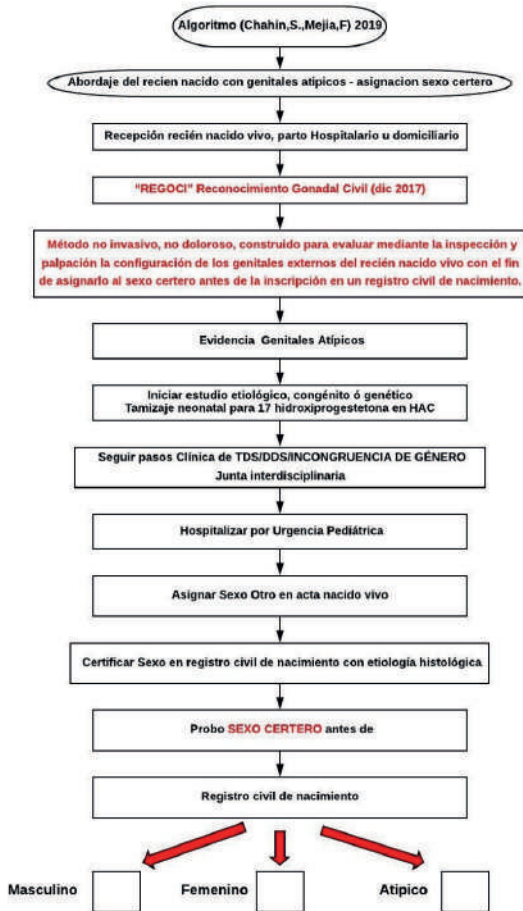 Algoritmo (Chahin,S.,Mejia,F) 2019
Abordaje del recien nacido con genitales atípicos - asignacion sexo certero
Recepción recién nacido vivo, parto Hospitalario u domiciliario
“REGOCI” Reconocimiento Gonadal Civil (dic 2017)
Método no invasivo, no doloroso, construido para evaluar mediante la inspección y
palpación la configuración de los genitales externos del recién nacido vivo con el fin
de asignarlo al sexo certero antes de la inscripción en un registro civil de nacimiento.
Evidencia Genitales Atípicos
Iniciar estudio etiológico, congénito ó genético
Tamizaje neonatal para 17 hidroxiprogestetona en HAC
Seguir pasos Clínica de TDS/DDS/INCONGRUENCIA DE GÉNERO
Junta interdisciplinaria
Hospitalizar por Urgencia Pediátrica
Asignar Sexo Otro en acta nacido vivo
Certificar Sexo en registro civil de nacimiento con etiología histológica
Probo SEXO CERTERO antes de
Registro civil de nacimiento
Masculino Femenino Atipico